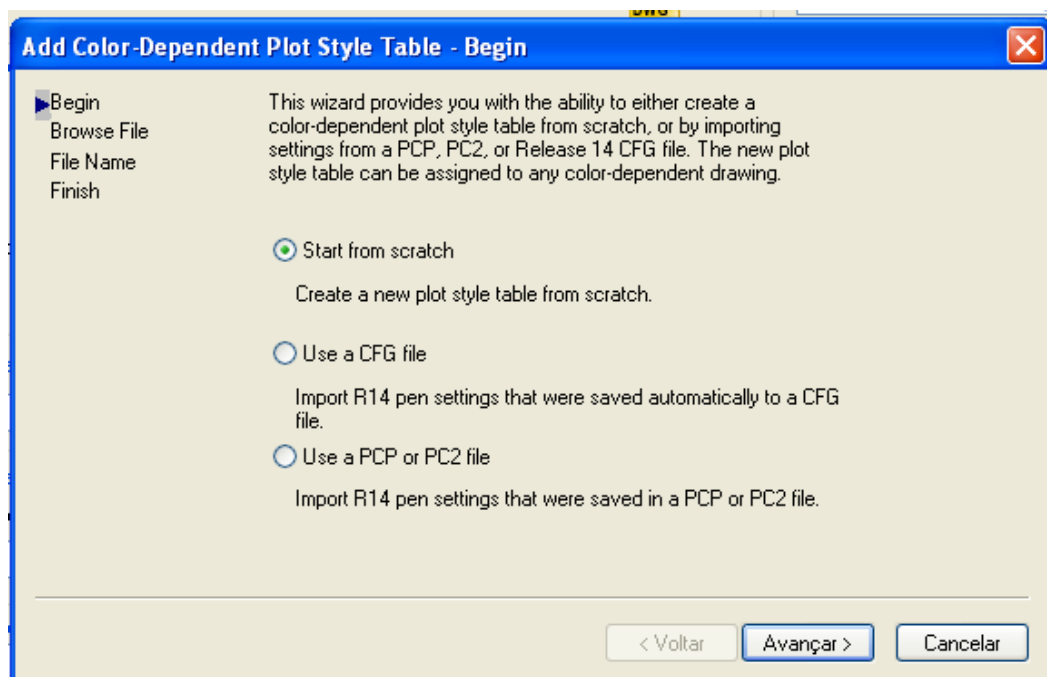 DWG
Add Color-Dependent Plot Style Table - Begin
Begin
Browse File
File Name
Finish
This wizard provides you with the ability to either create a
color-dependent plot style table from scratch, or by importing
settings from a PCP, PC2, or Release 14 CFG file. The new plot
style table can be assigned to any color-dependent drawing.
Start from scratch
Create a new plot style table from scratch.
Use a CFG file
Import R14 pen settings that were saved automatically to a CFG
file.
Use a PCP or PC2 file
Import R14 pen settings that were saved in a PCP or PC2 file.
< Voltar
Avançar >
Cancelar